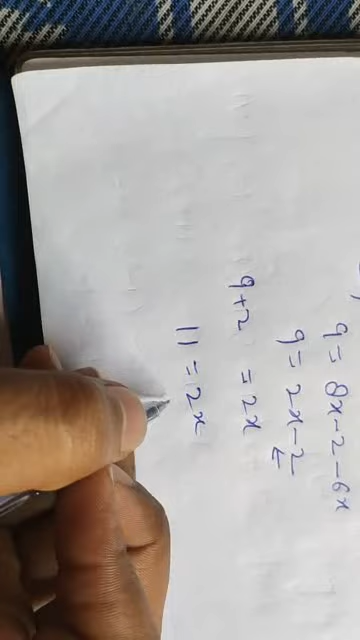 9 = 8x - 2 - 6x
9 = 2x - 2
9 + 2 = 2x
11 = 2x